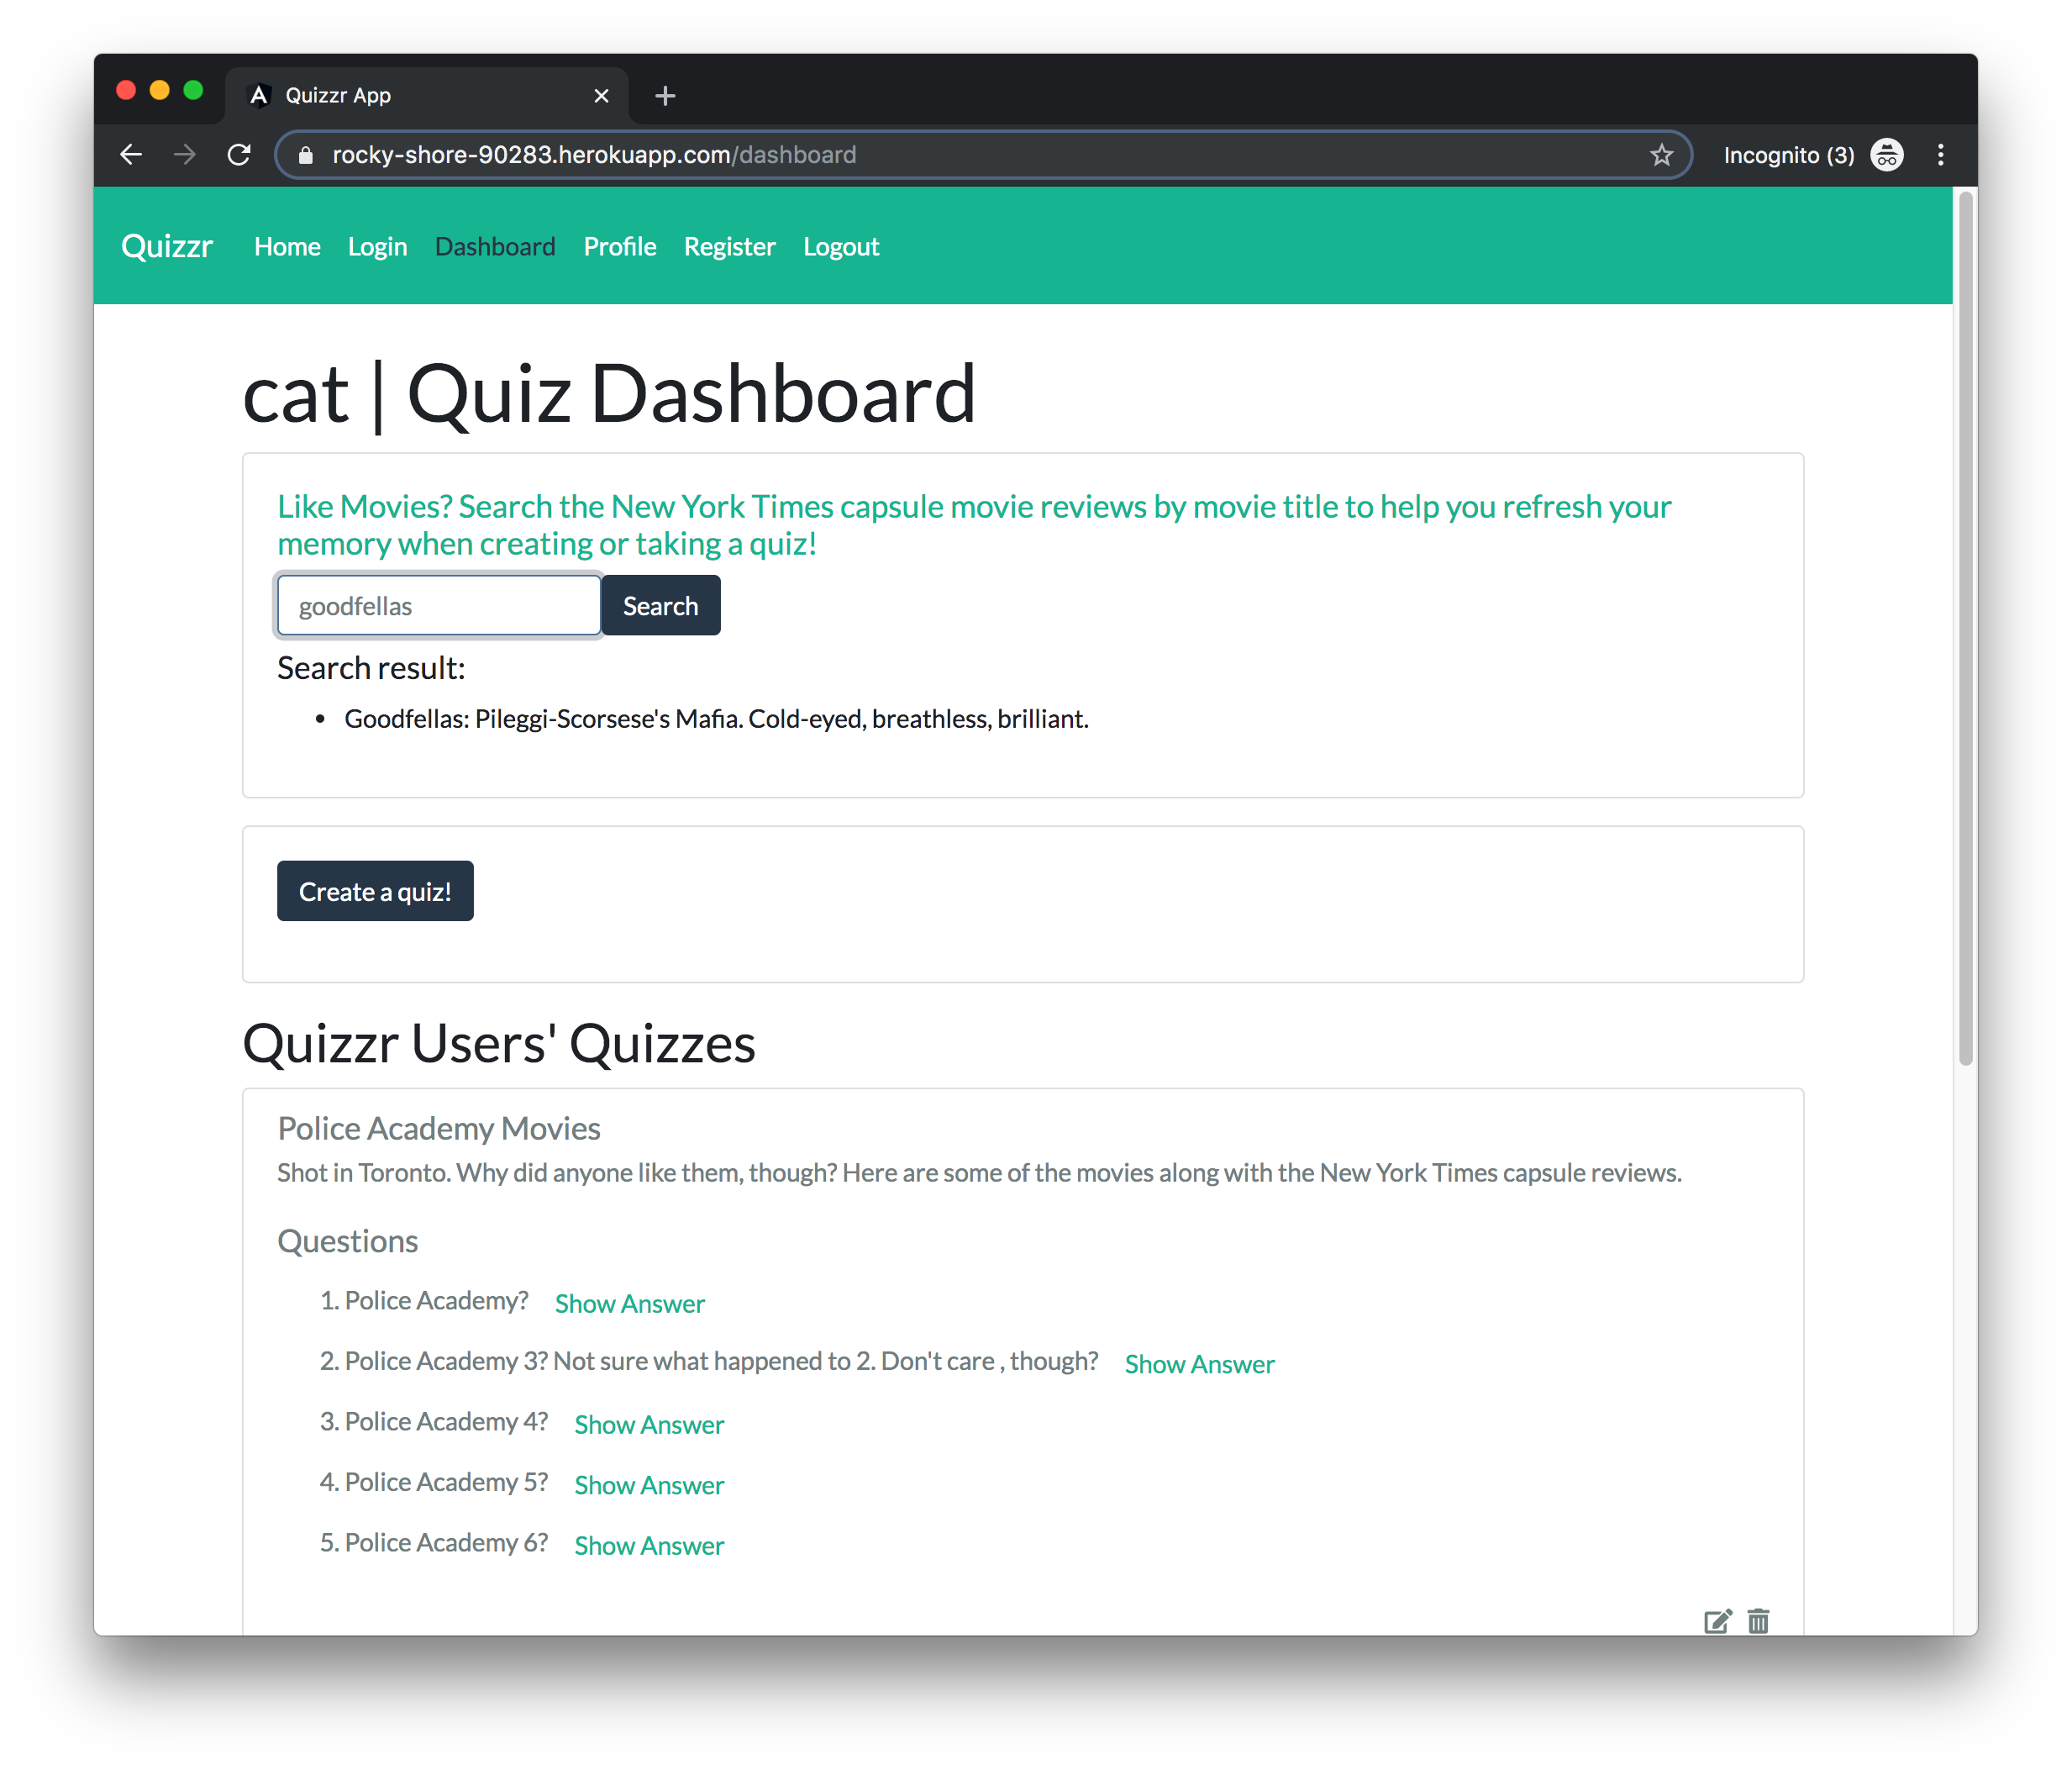 Quizzr App
rocky-shore-90283.herokuapp.com/dashboard
Incognito (3)
Quizzr Home Login Dashboard Profile Register Logout
cat | Quiz Dashboard
Like Movies? Search the New York Times capsule movie reviews by movie title to help you refresh your
memory when creating or taking a quiz!
goodfellas Search
Search result:
• Goodfellas: Pileggi-Scorsese's Mafia. Cold-eyed, breathless, brilliant.
Create a quiz!
Quizzr Users' Quizzes
Police Academy Movies
Shot in Toronto. Why did anyone like them, though? Here are some of the movies along with the New York Times capsule reviews.
Questions
1. Police Academy? Show Answer
2. Police Academy 3? Not sure what happened to 2. Don't care , though? Show Answer
3. Police Academy 4? Show Answer
4. Police Academy 5? Show Answer
5. Police Academy 6? Show Answer